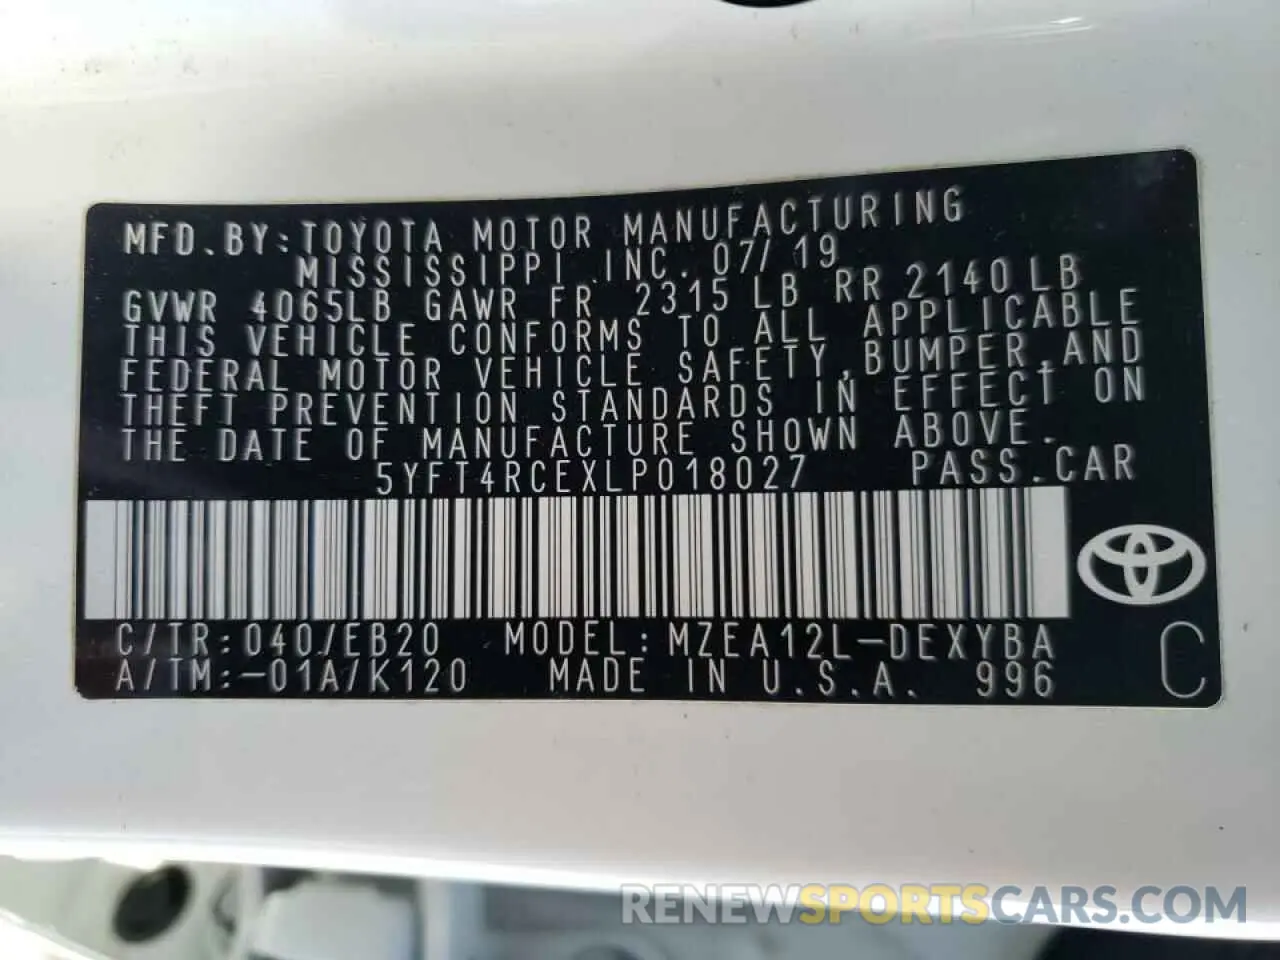 MFD.BY:TOYOTA MOTOR MANUFACTURING
MISSISSIPPI INC. 07/19
GVWR 4065LB GAWR FR 2315LB RR 2140LB
THIS VEHICLE CONFORMS TO ALL APPLICABLE
FEDERAL MOTOR VEHICLE SAFETY,BUMPER,AND
THEFT PREVENTION STANDARDS IN EFFECT ON
THE DATE OF MANUFACTURE SHOWN ABOVE.
5YFT4RCEXLP018027 PASS.CAR
C/TR:040/EB20 MODEL:MZEA12L-DEXYBA
A/TM:-01A/K120 MADE IN U.S.A. 996
C
RENEWSPORTSCARS.COM